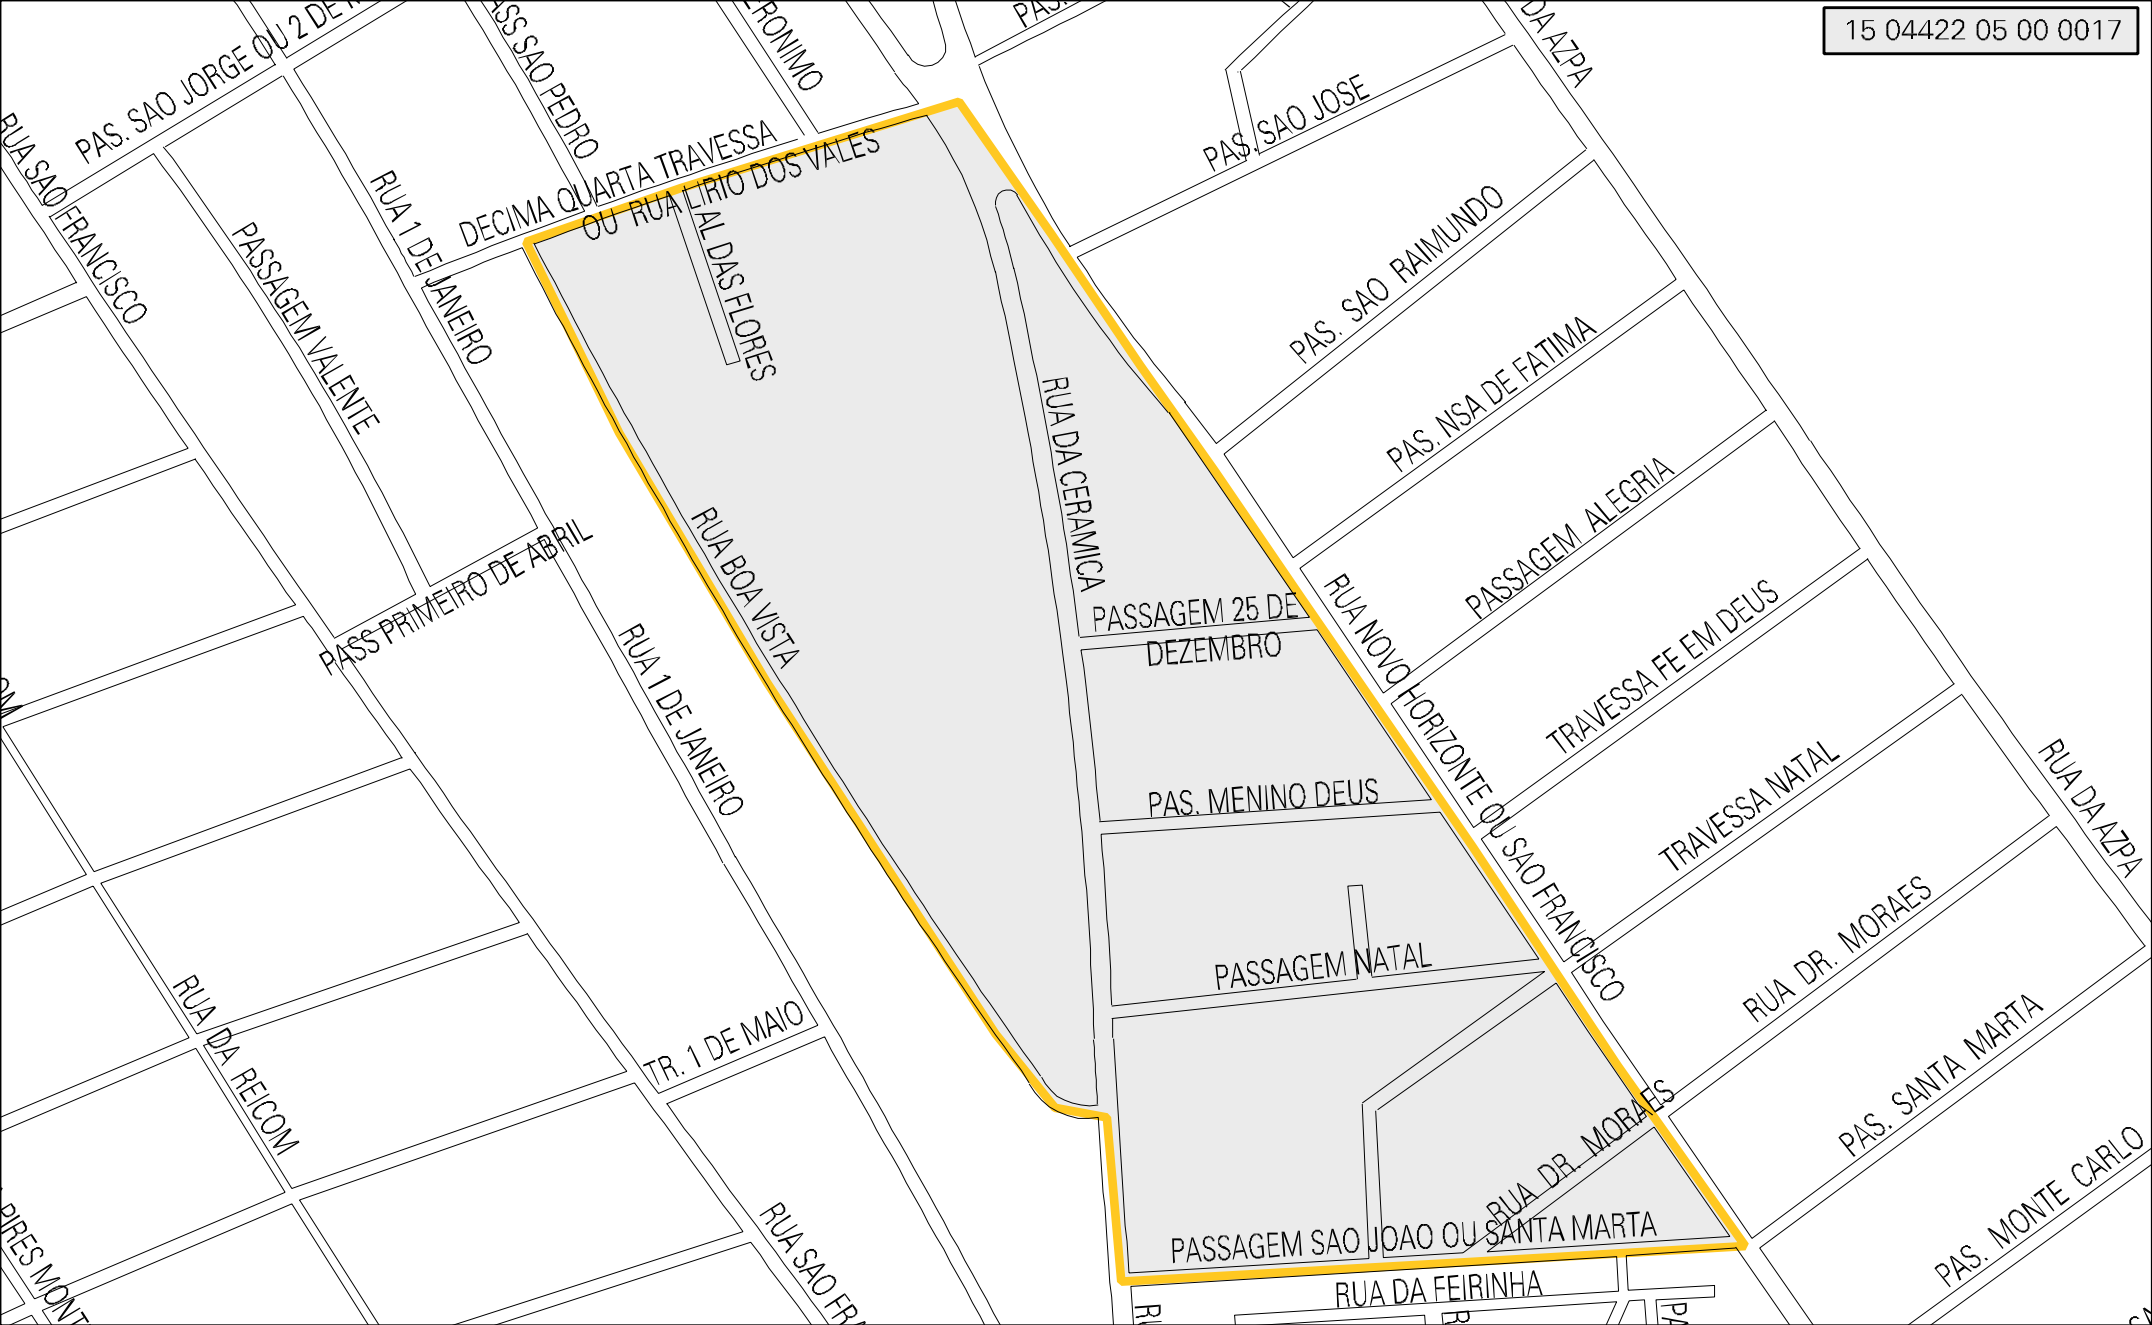 15 04422 05 00 0017
PAS. SAO JORGE OU 2 DE
PASS SAO PEDRO
PAS.
DA AZPA
RUA SAO FRANCISCO
PAS. SAO JOSE
DECIMA QUARTA TRAVESSA
OU RUA LIRIO DOS VALES
RUA 1 DE JANEIRO
PASSAGEM VALENTE
AL DAS FLORES
PAS. SAO RAIMUNDO
PAS. NSA DE FATIMA
RUA DA CERAMICA
PASSAGEM ALEGRIA
RUA BOA VISTA
PASS PRIMEIRO DE ABRIL
PASSAGEM 25 DE
DEZEMBRO
RUA NOVO HORIZONTE OU SAO FRANCISCO
TRAVESSA FE EM DEUS
RUA 1 DE JANEIRO
TRAVESSA NATAL
RUA DA AZPA
PAS. MENINO DEUS
RUA DR. MORAES
PASSAGEM NATAL
RUA DA REICOM
TR. 1 DE MAIO
PAS. SANTA MARTA
RUA DR. MORAES
PAS. MONTE CARLO
PASSAGEM SAO JOAO OU SANTA MARTA
RUA SAO FRA
PIRES MONT
RUA DA FEIRINHA